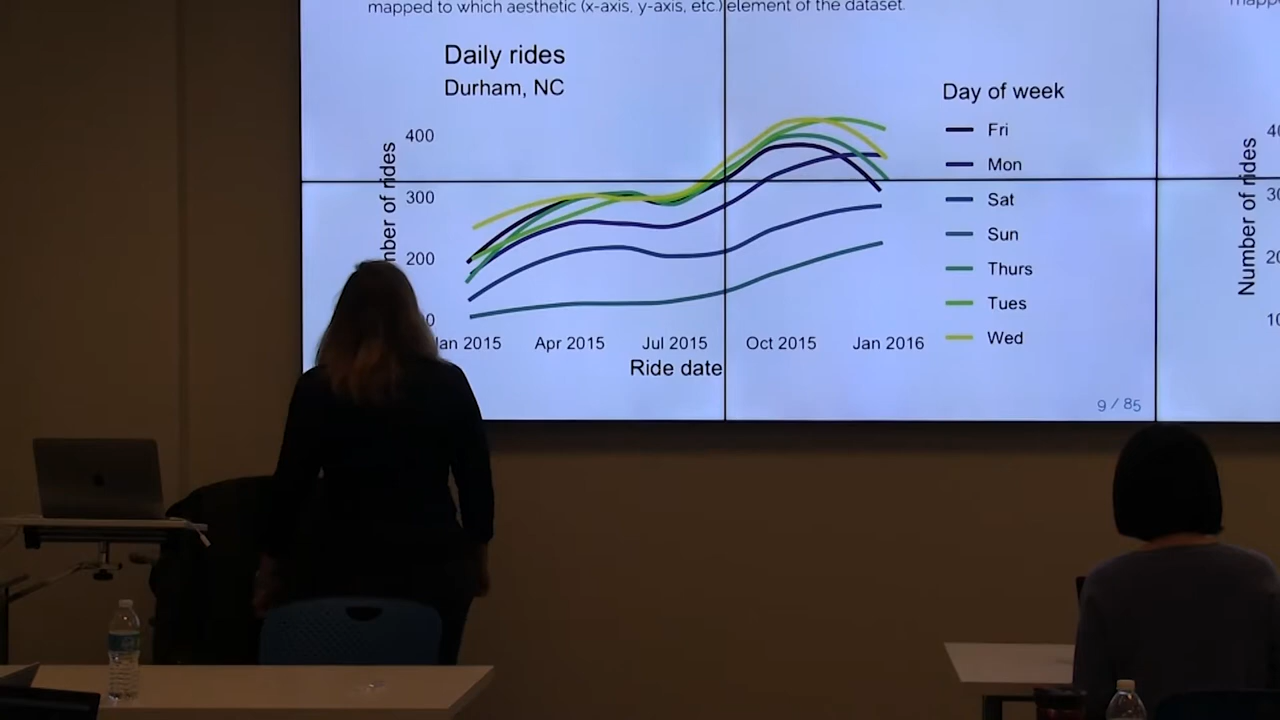 mapped to which aesthetic (x-axis, y-axis, etc.) element of the dataset.
Daily rides
Durham, NC
400
300
200
of rides
Jan 2015
Apr 2015
Jul 2015
Oct 2015
Jan 2016
Ride date
Day of week
Fri
Mon
Sat
Sun
Thurs
Tues
Wed
9 / 85
Number of rides